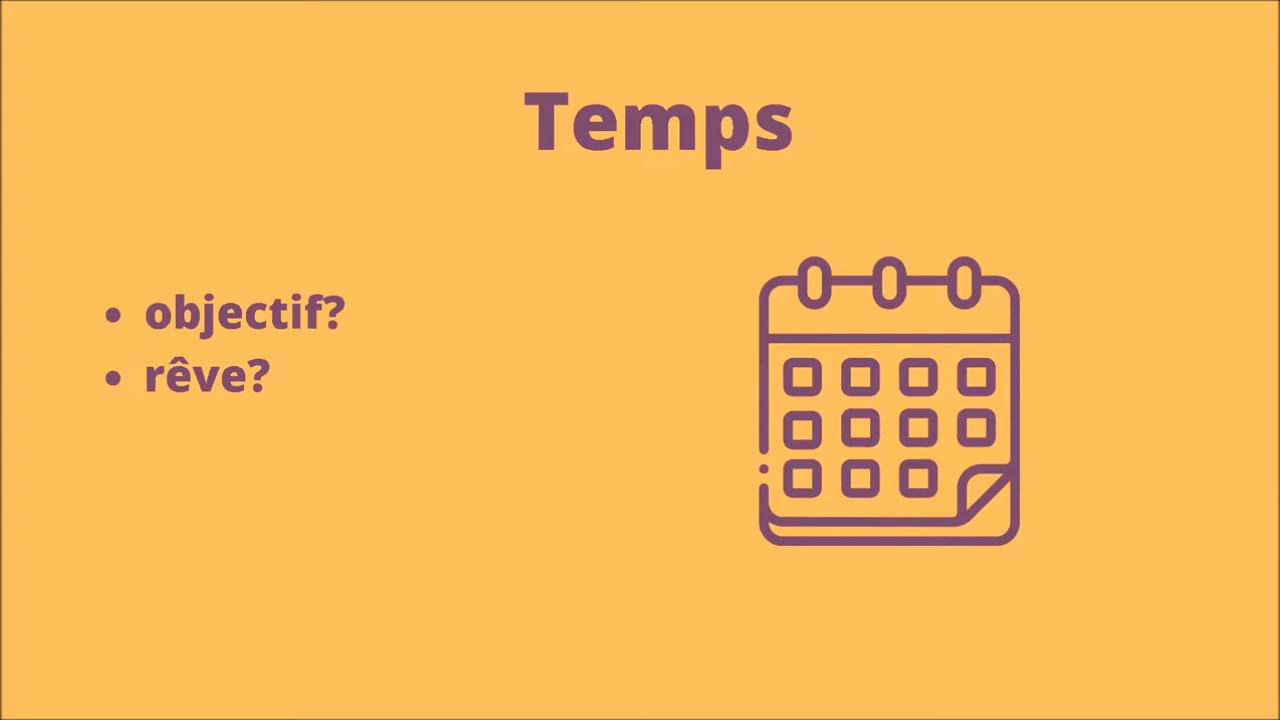 Temps
• objectif?
• rêve?